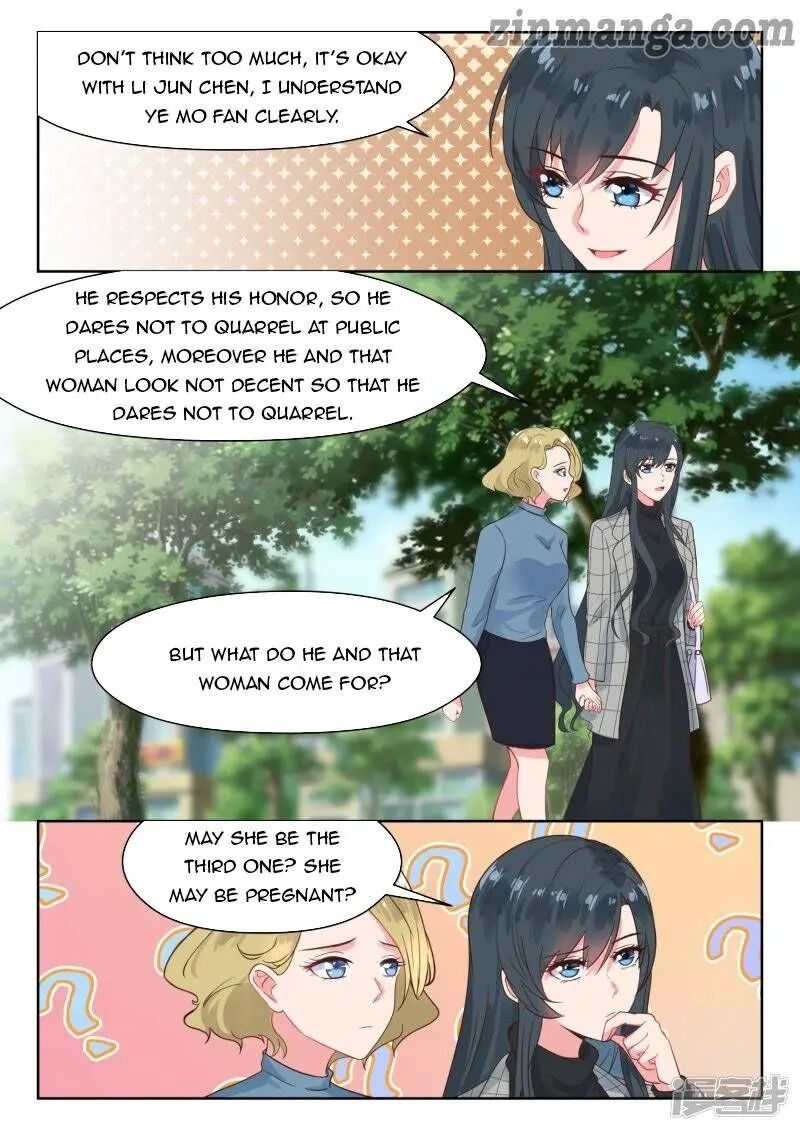 zinmanga.com
DON'T THINK TOO MUCH, IT'S OKAY
WITH LI JUN CHEN, I UNDERSTAND
YE MO FAN CLEARLY.
HE RESPECTS HIS HONOR, SO HE
DARES NOT TO QUARREL AT PUBLIC
PLACES, MOREOVER HE AND THAT
WOMAN LOOK NOT DECENT SO THAT HE
DARES NOT TO QUARREL.
BUT WHAT DO HE AND THAT
WOMAN COME FOR?
MAY SHE BE THE
THIRD ONE? SHE
MAY BE PREGNANT?
? ? ? ? ?
漫客栈